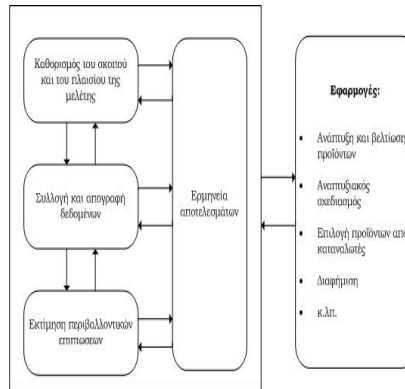 Καθορισμός του σκοπού
και του πλαισίου της
μελέτης
Συλλογή και απογραφή
δεδομένων
Εκτίμηση περιβαλλοντικών
επιπτώσεων
Ερμηνεία
αποτελεσμάτων
Εφαρμογές:
• Ανάπτυξη και βελτίωση
προϊόντων
• Αναπτυξιακός
σχεδιασμός
• Επιλογή προϊόντων από
καταναλωτές
• Διαφήμιση
• κ.λπ.